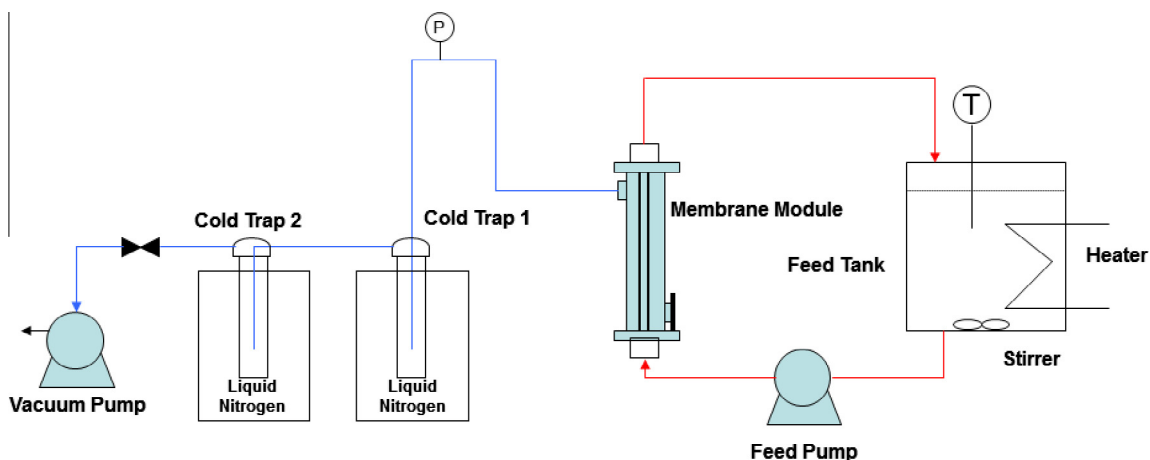 P
T
Cold Trap 2
Cold Trap 1
Membrane Module
Feed Tank
Heater
Stirrer
Liquid
Nitrogen
Liquid
Nitrogen
Vacuum Pump
Feed Pump